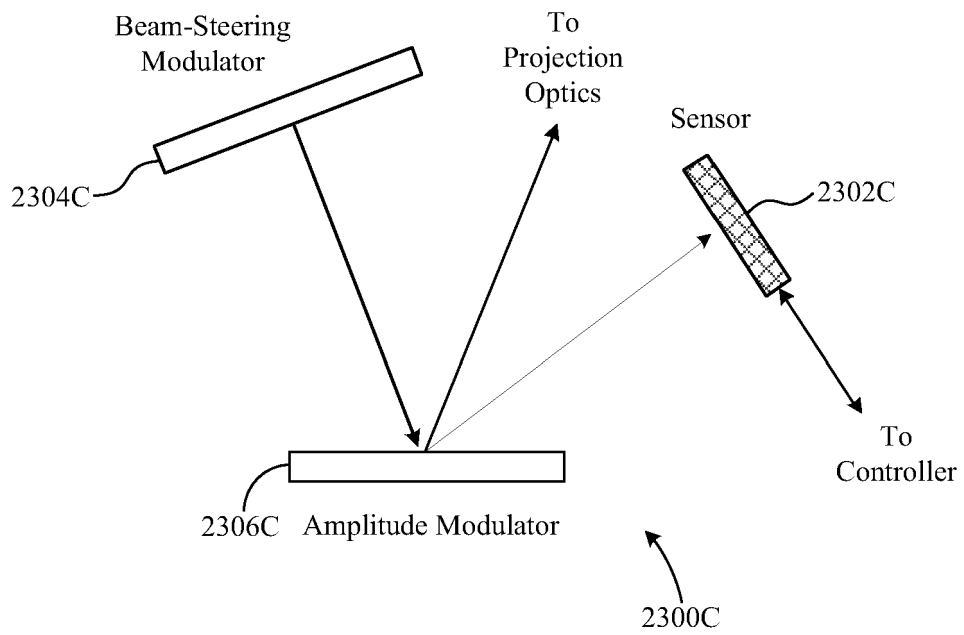 Beam-Steering
Modulator
To
Projection
Optics
Sensor
2304C
2302C
To
Controller
2306C
Amplitude Modulator
2300C